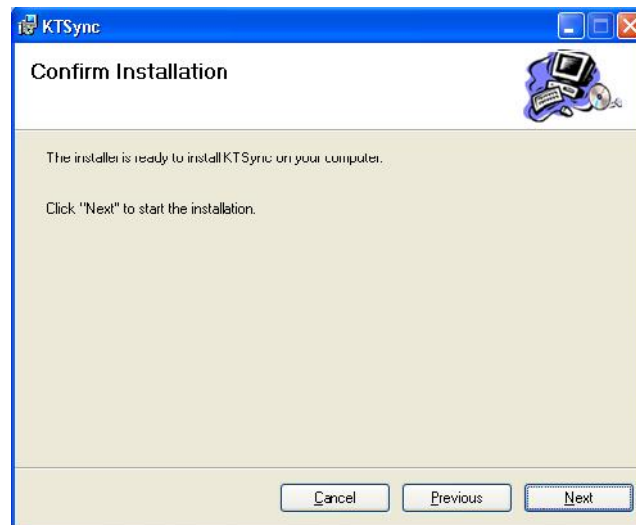 KTSync
Confirm Installation
The installer is ready to install KTSync on your computer.
Click "Next" to start the installation.
Cancel Previous Next